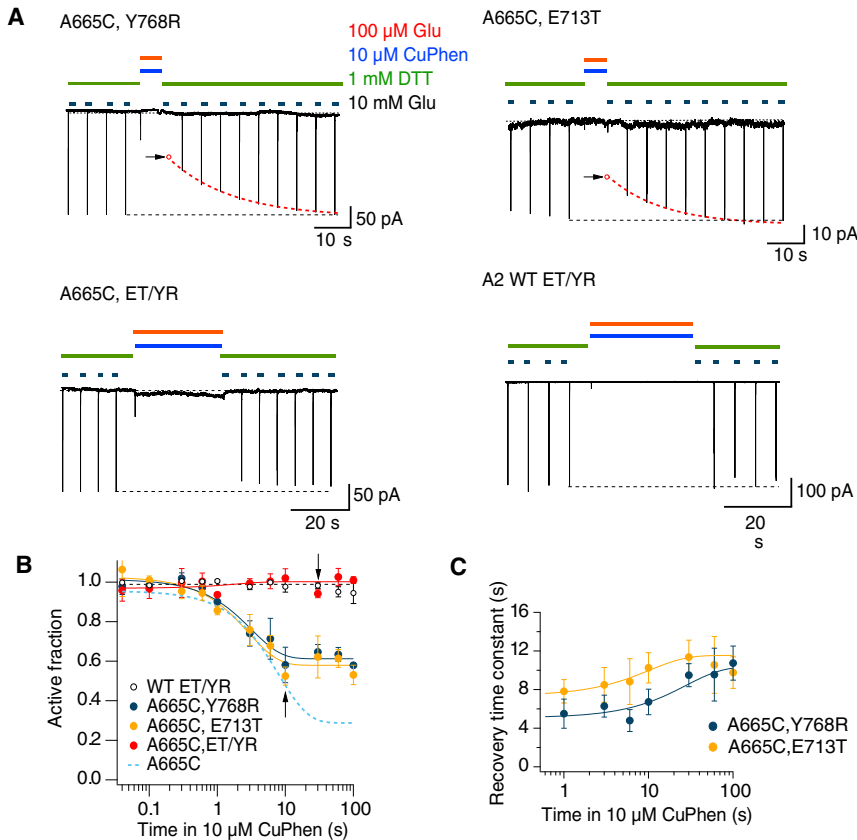 A
A665C, Y768R
100 µM Glu
10 µM CuPhen
1 mM DTT
10 mM Glu
50 pA
10 s
A665C, E713T
10 pA
10 s
A665C, ET/YR
50 pA
20 s
A2 WT ET/YR
100 pA
20
s
B
Active fraction
1.0
0.8
0.6
0.4
0.2
0.0
WT ET/YR
A665C,Y768R
A665C, E713T
A665C,ET/YR
A665C
0.1
1
10
100
Time in 10 µM CuPhen (s)
C
Recovery time constant (s)
16
12
8
4
0
A665C,Y768R
A665C,E713T
1
10
100
Time in 10 µM CuPhen (s)